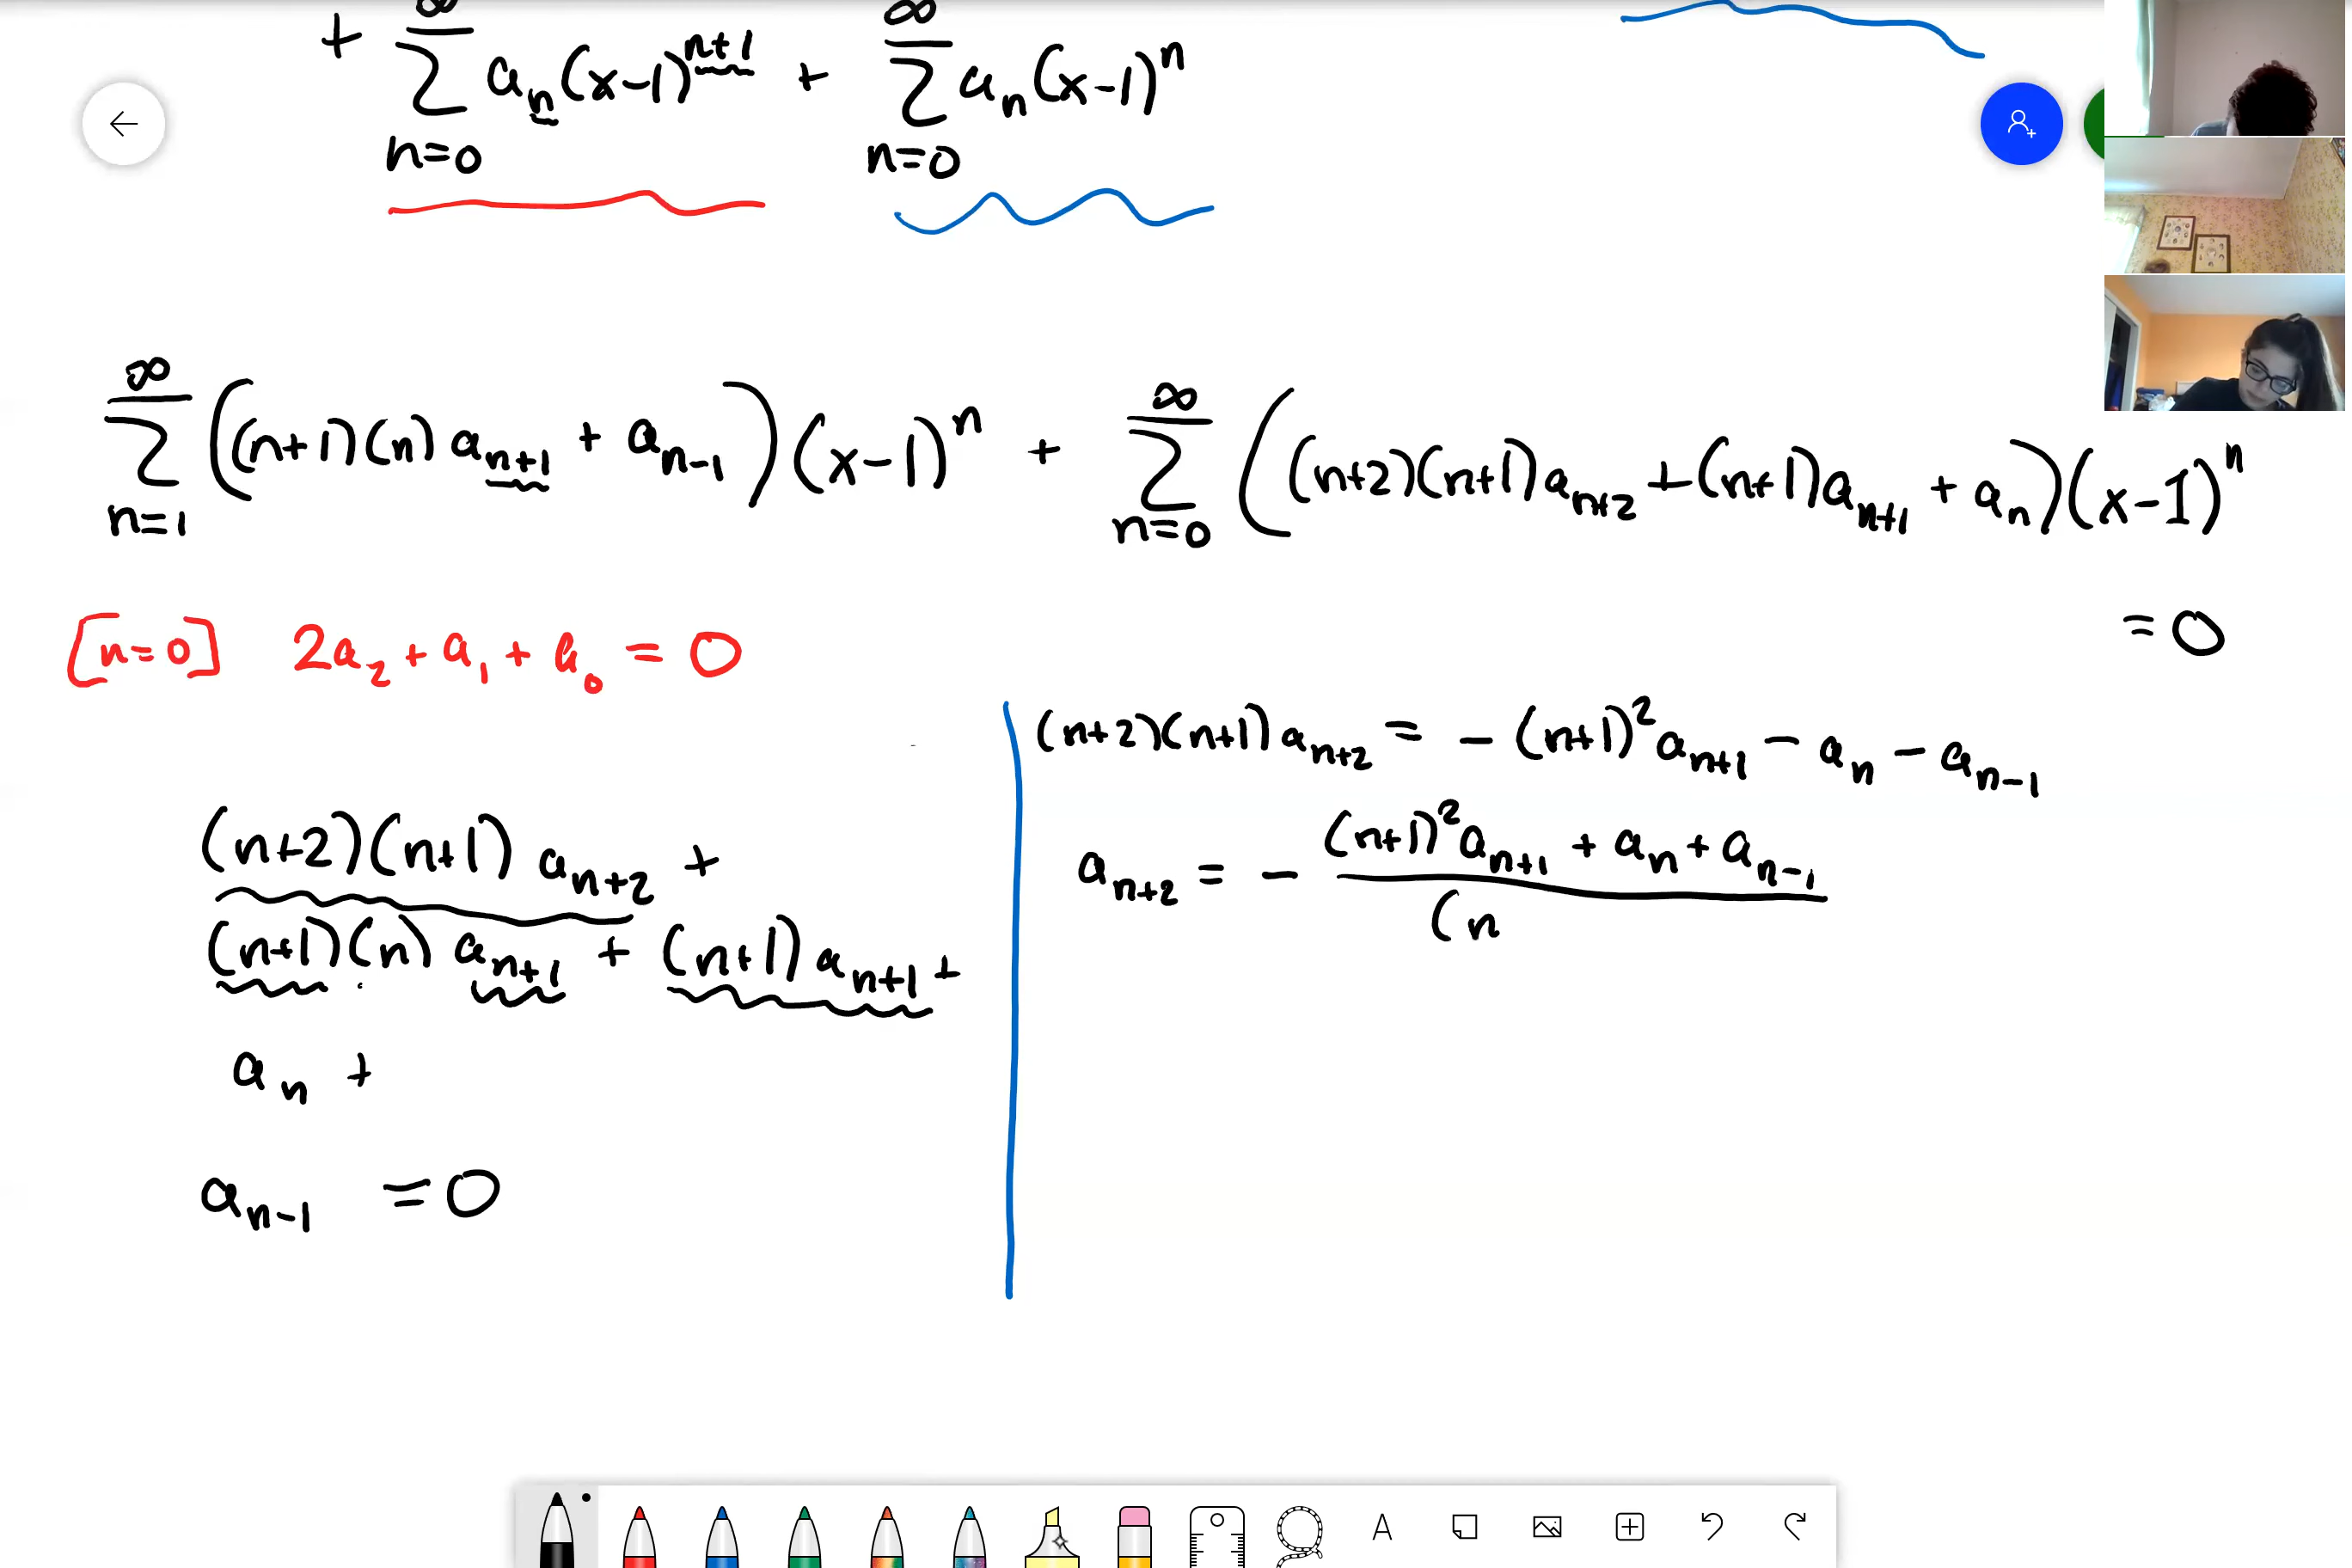 + ∞ Σ n=0 a_n(x-1)^{n+1} + ∞ Σ n=0 a_n(x-1)^n
∞ Σ n=1 ((n+1)(n)a_{n+1} + a_{n-1})(x-1)^n + ∞ Σ n=0 ((n+2)(n+1)a_{n+2} + (n+1)a_{n+1} + a_n)(x-1)^n
= 0
[n=0] 2a_2 + a_1 + a_0 = 0
(n+2)(n+1) a_{n+2} +
(n+1)(n) a_{n+1} + (n+1) a_{n+1} +
a_n +
a_{n-1} = 0
(n+2)(n+1) a_{n+2} = - (n+1)^2 a_{n+1} - a_n - a_{n-1}
a_{n+2} = - (n+1)^2 a_{n+1} + a_n + a_{n-1}
(n
A